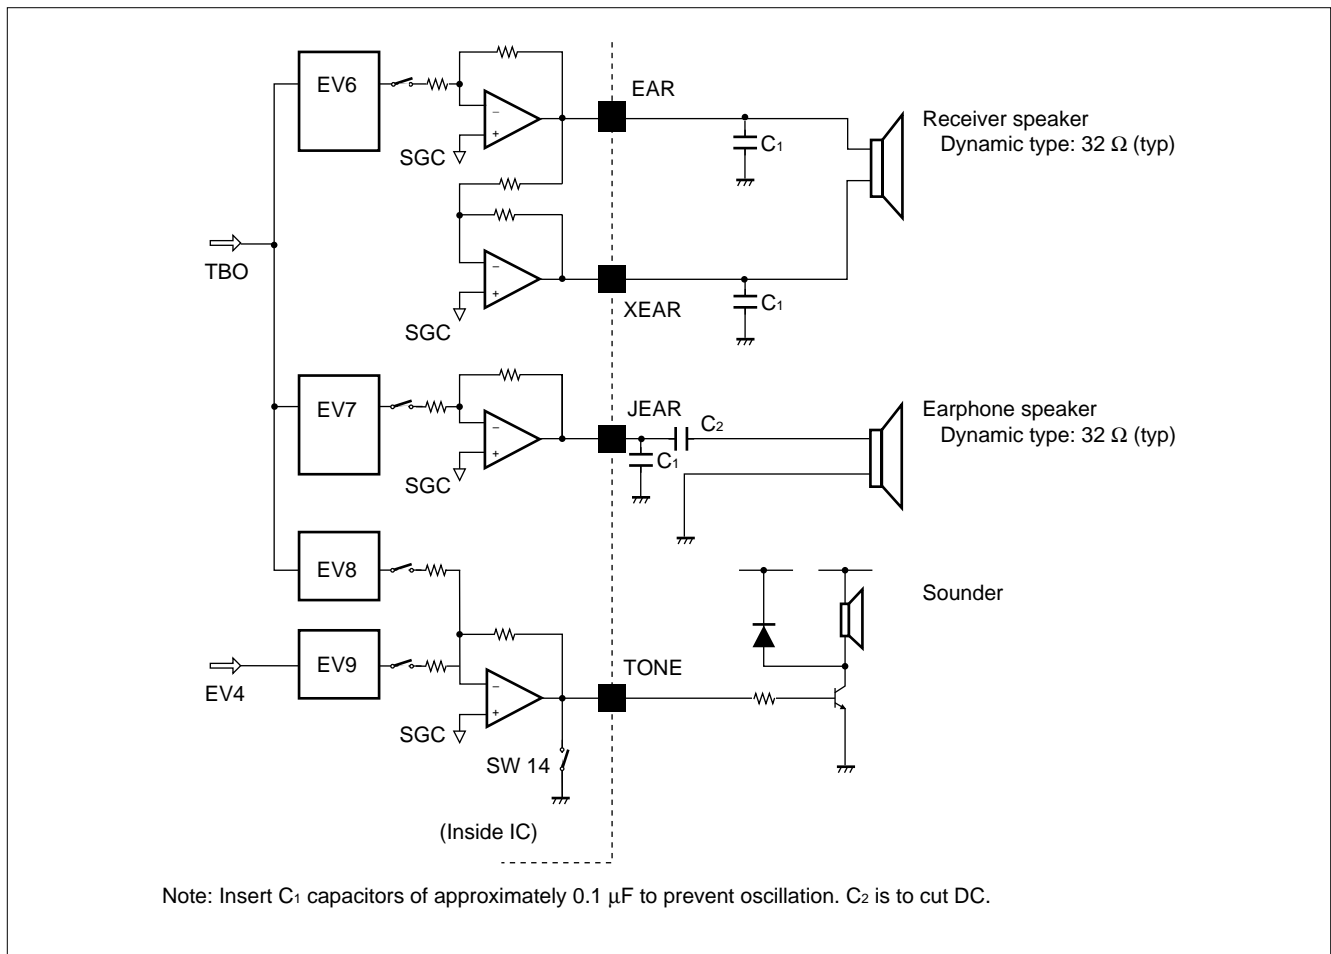 EV6
EAR
Receiver speaker
Dynamic type: 32 Ω (typ)
−
+
SGC
C1
TBO
−
+
SGC
XEAR
C1
EV7
JEAR
C2
Earphone speaker
Dynamic type: 32 Ω (typ)
−
+
SGC
C1
EV8
Sounder
EV9
EV4
TONE
−
+
SGC
SW 14
(Inside IC)
Note: Insert C1 capacitors of approximately 0.1 µF to prevent oscillation. C2 is to cut DC.